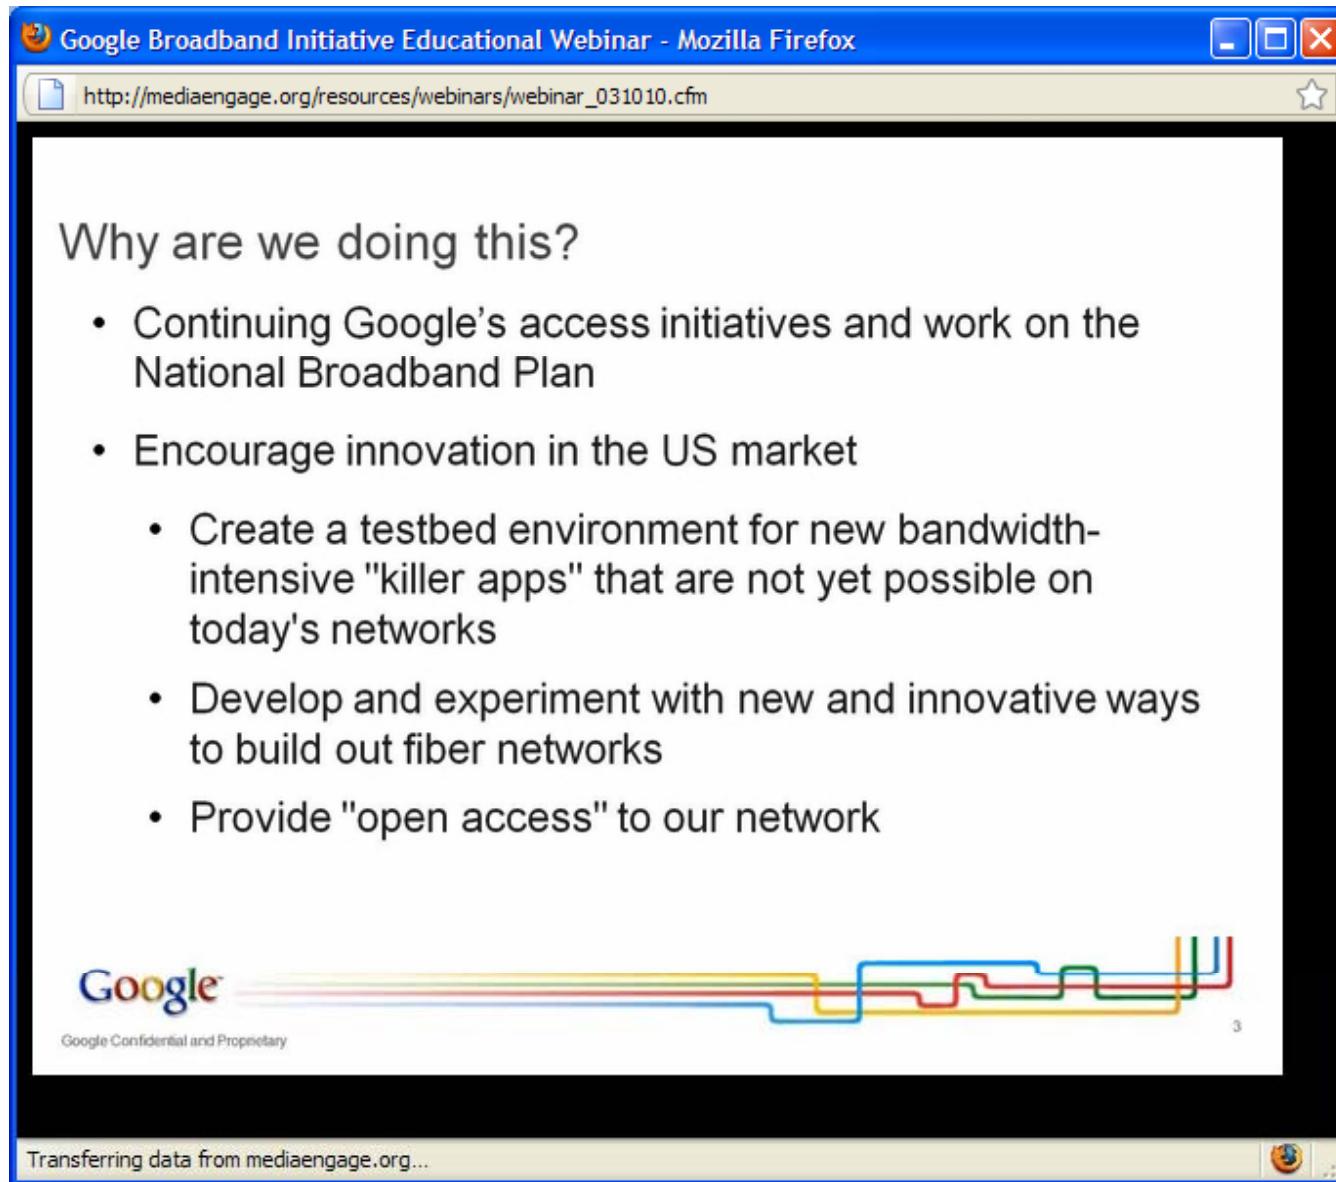 Google Broadband Initiative Educational Webinar - Mozilla Firefox
http://mediaengage.org/resources/webinars/webinar_031010.cfm
Why are we doing this?
• Continuing Google’s access initiatives and work on the
National Broadband Plan
• Encourage innovation in the US market
• Create a testbed environment for new bandwidth-
intensive "killer apps" that are not yet possible on
today's networks
• Develop and experiment with new and innovative ways
to build out fiber networks
• Provide "open access" to our network
Google™
Google Confidential and Proprietary
3
Transferring data from mediaengage.org...